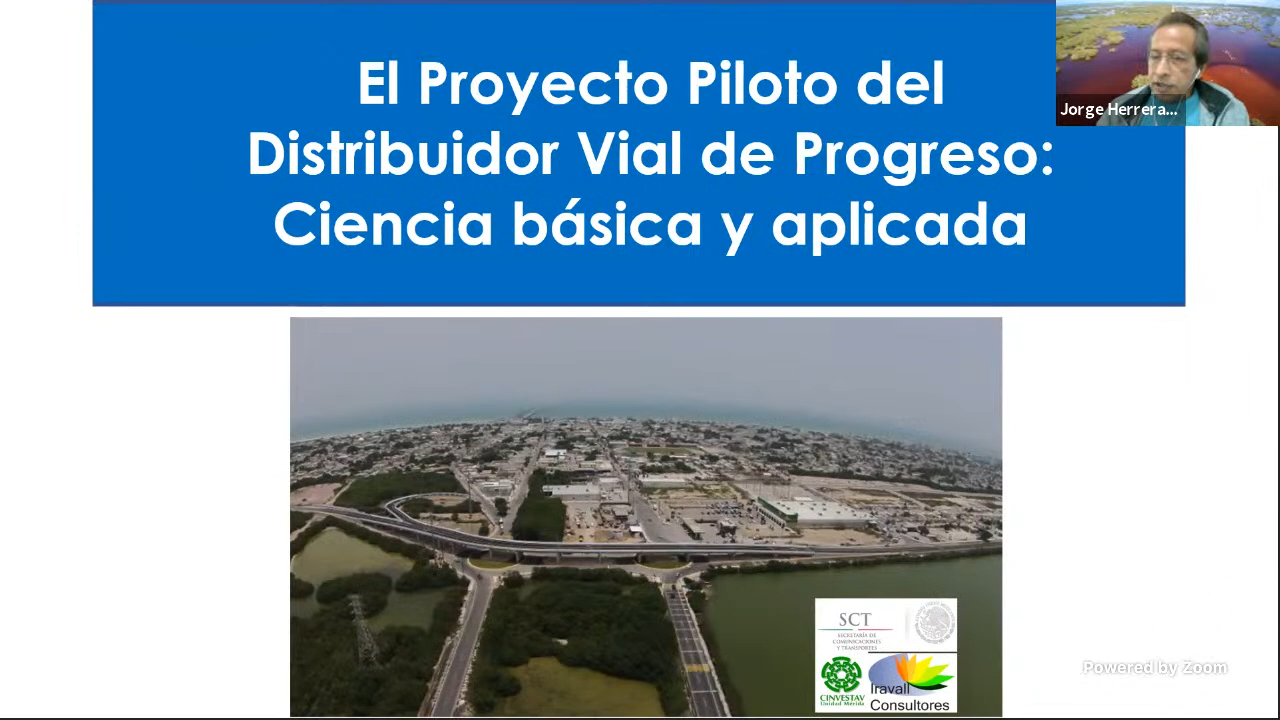 El Proyecto Piloto del
Distribuidor Vial de Progreso:
Ciencia básica y aplicada
Jorge Herrera...
SCT
SECRETARÍA DE
COMUNICACIONES
Y TRANSPORTES
CINVESTAV
Unidad Mérida
Iravall
Consultores
Powered by Zoom